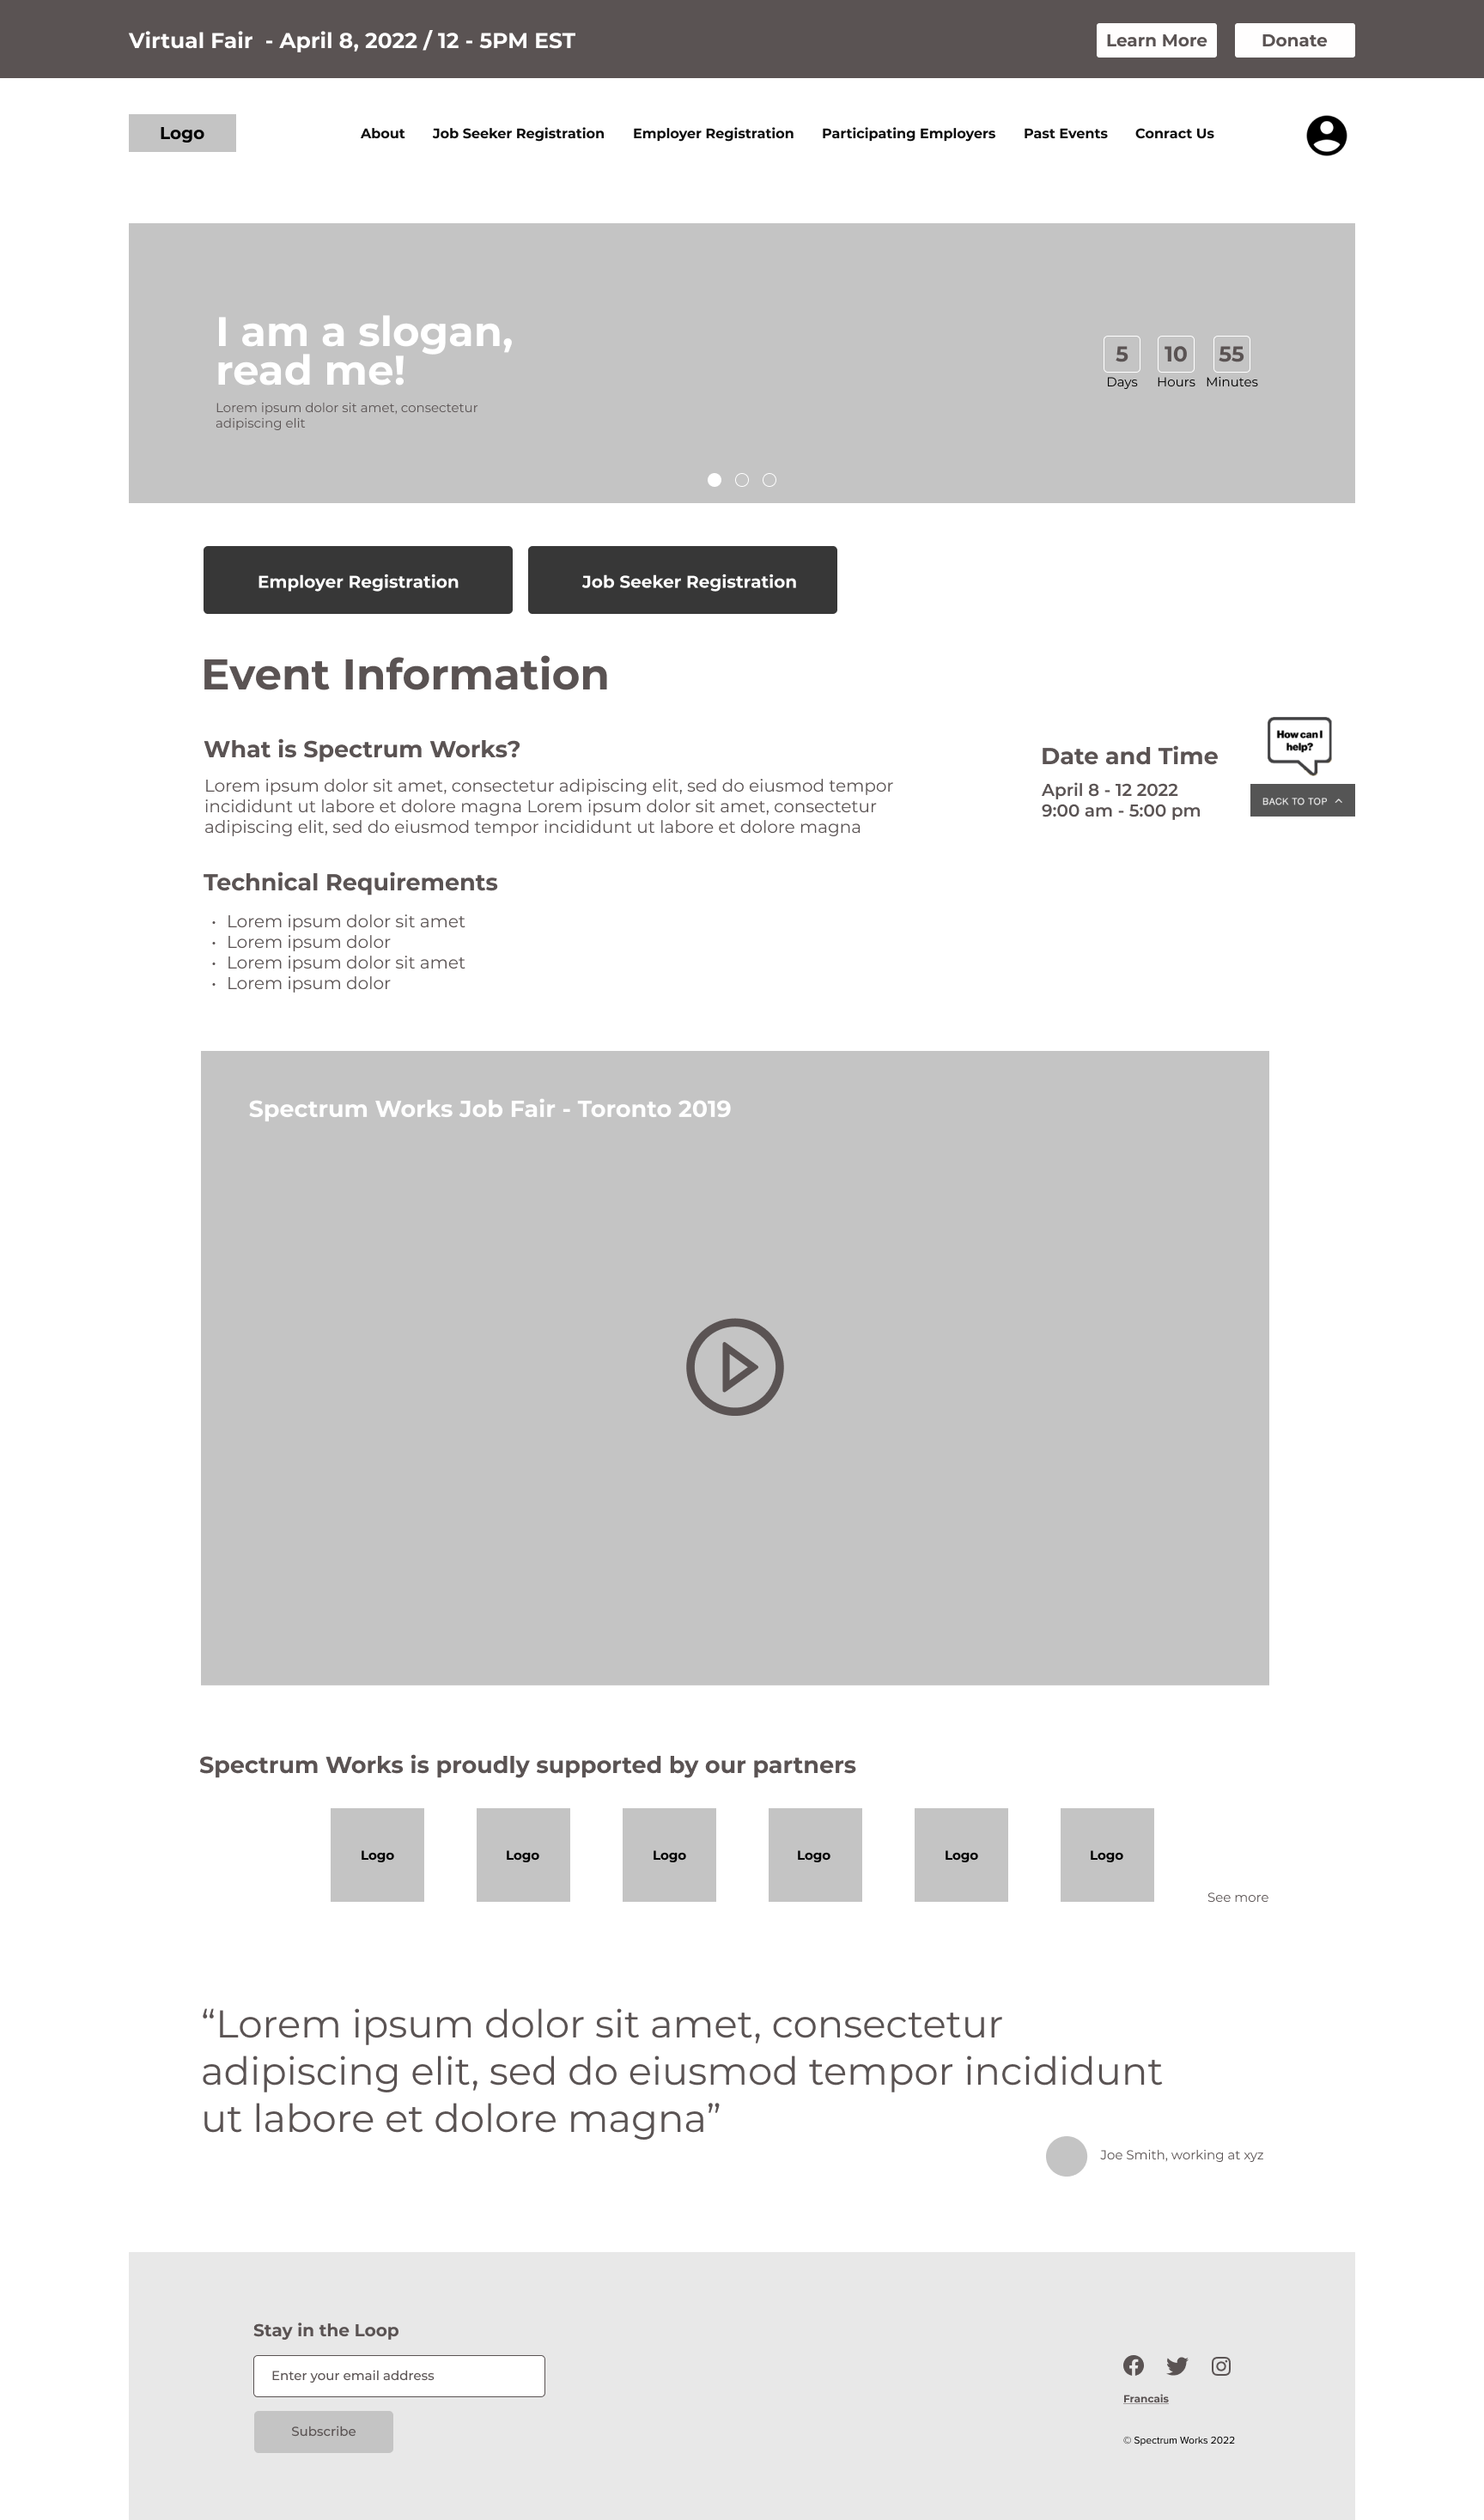 Virtual Fair  - April 8, 2022 / 12 - 5PM EST
Learn More
Donate
Logo
About
Job Seeker Registration
Employer Registration
Participating Employers
Past Events
Conract Us
I am a slogan,
read me!
Lorem ipsum dolor sit amet, consectetur
adipiscing elit
5
10
55
Days
Hours
Minutes
Employer Registration
Job Seeker Registration
Event Information
What is Spectrum Works?
Lorem ipsum dolor sit amet, consectetur adipiscing elit, sed do eiusmod tempor
incididunt ut labore et dolore magna Lorem ipsum dolor sit amet, consectetur
adipiscing elit, sed do eiusmod tempor incididunt ut labore et dolore magna
Date and Time
April 8 - 12 2022
9:00 am - 5:00 pm
How can I
help?
BACK TO TOP
Technical Requirements
• Lorem ipsum dolor sit amet
• Lorem ipsum dolor
• Lorem ipsum dolor sit amet
• Lorem ipsum dolor
Spectrum Works Job Fair - Toronto 2019
Spectrum Works is proudly supported by our partners
Logo
Logo
Logo
Logo
Logo
Logo
See more
“Lorem ipsum dolor sit amet, consectetur
adipiscing elit, sed do eiusmod tempor incididunt
ut labore et dolore magna”
Joe Smith, working at xyz
Stay in the Loop
Enter your email address
Subscribe
Francais
© Spectrum Works 2022